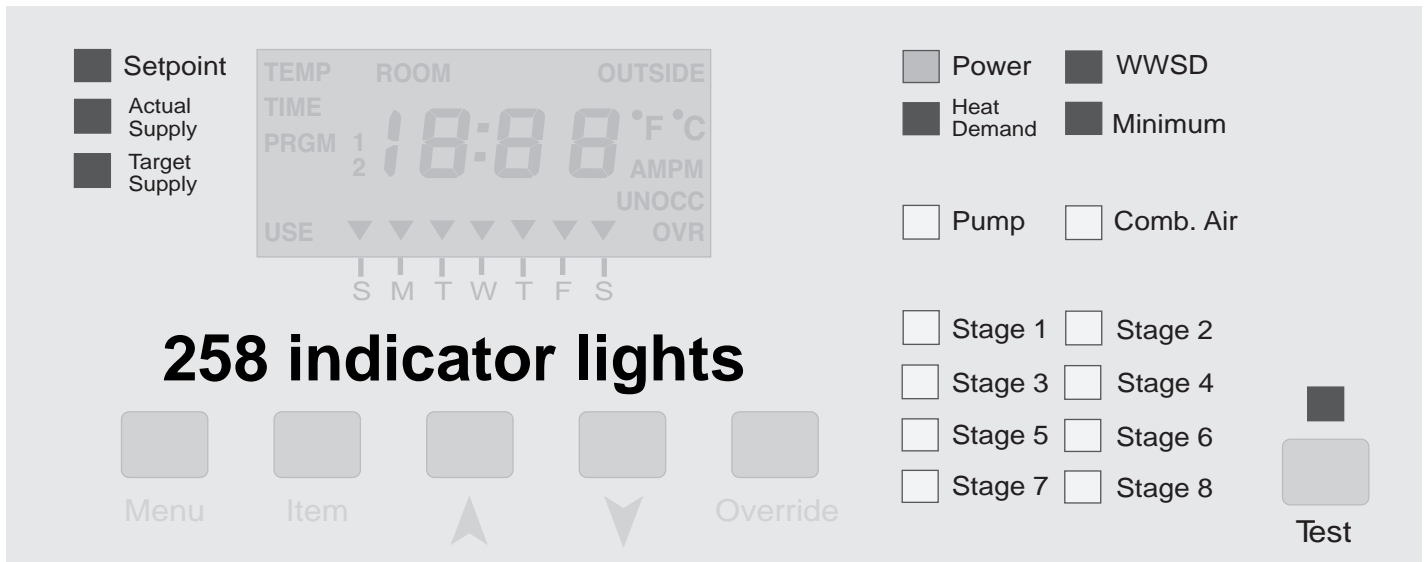 Setpoint
Actual
Supply
Target
Supply
TEMP ROOM OUTSIDE
TIME
PRGM 1 2 18:88 °F °C
AMPM
UNOCC
USE OVR
S M T W T F S
258 indicator lights
Menu Item Override
Power WWSD
Heat
Demand
Minimum
Pump Comb. Air
Stage 1 Stage 2
Stage 3 Stage 4
Stage 5 Stage 6
Stage 7 Stage 8
Test